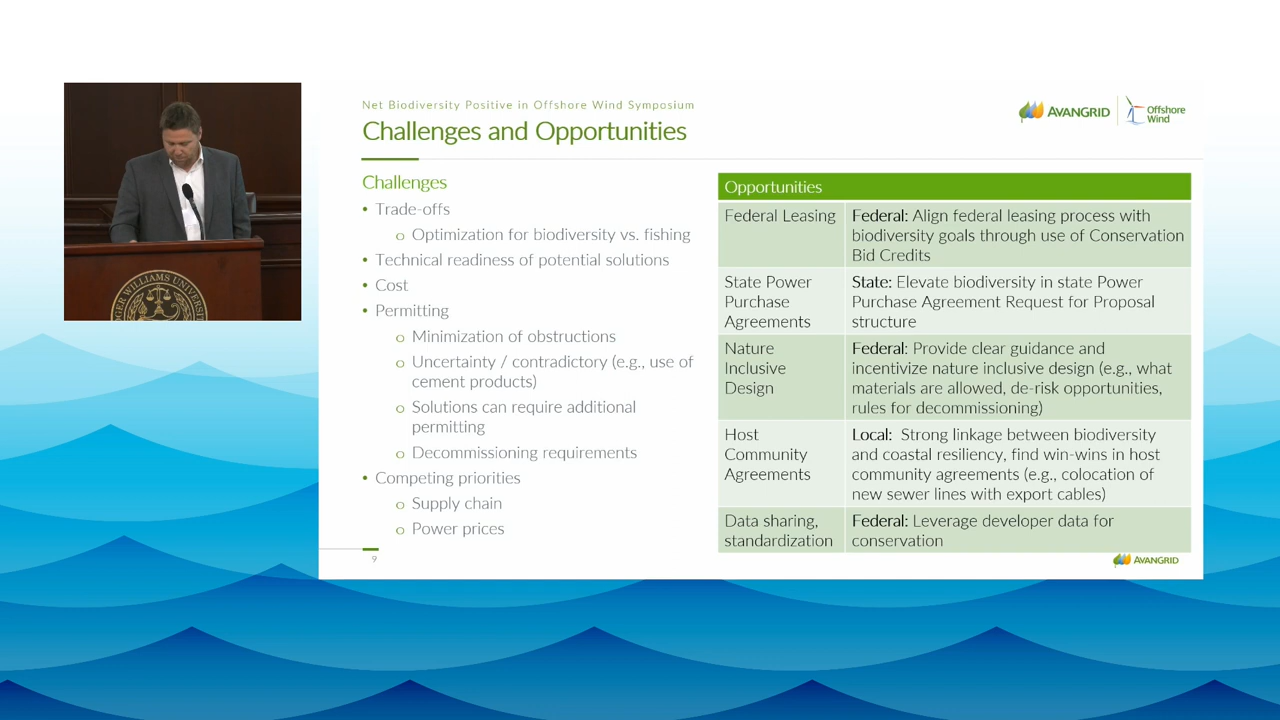 Net Biodiversity Positive in Offshore Wind Symposium
Challenges and Opportunities
AVANGRID
Offshore
Wind
Challenges
• Trade-offs
o Optimization for biodiversity vs. fishing
• Technical readiness of potential solutions
• Cost
• Permitting
o Minimization of obstructions
o Uncertainty / contradictory (e.g., use of
cement products)
o Solutions can require additional
permitting
o Decommissioning requirements
• Competing priorities
o Supply chain
o Power prices
Opportunities
Federal Leasing
Federal: Align federal leasing process with
biodiversity goals through use of Conservation
Bid Credits
State Power
Purchase
Agreements
State: Elevate biodiversity in state Power
Purchase Agreement Request for Proposal
structure
Nature
Inclusive
Design
Federal: Provide clear guidance and
incentivize nature inclusive design (e.g., what
materials are allowed, de-risk opportunities,
rules for decommissioning)
Host
Community
Agreements
Local: Strong linkage between biodiversity
and coastal resiliency, find win-wins in host
community agreements (e.g., colocation of
new sewer lines with export cables)
Data sharing,
standardization
Federal: Leverage developer data for
conservation
9
AVANGRID
WILLIAMS UNIVERSITY